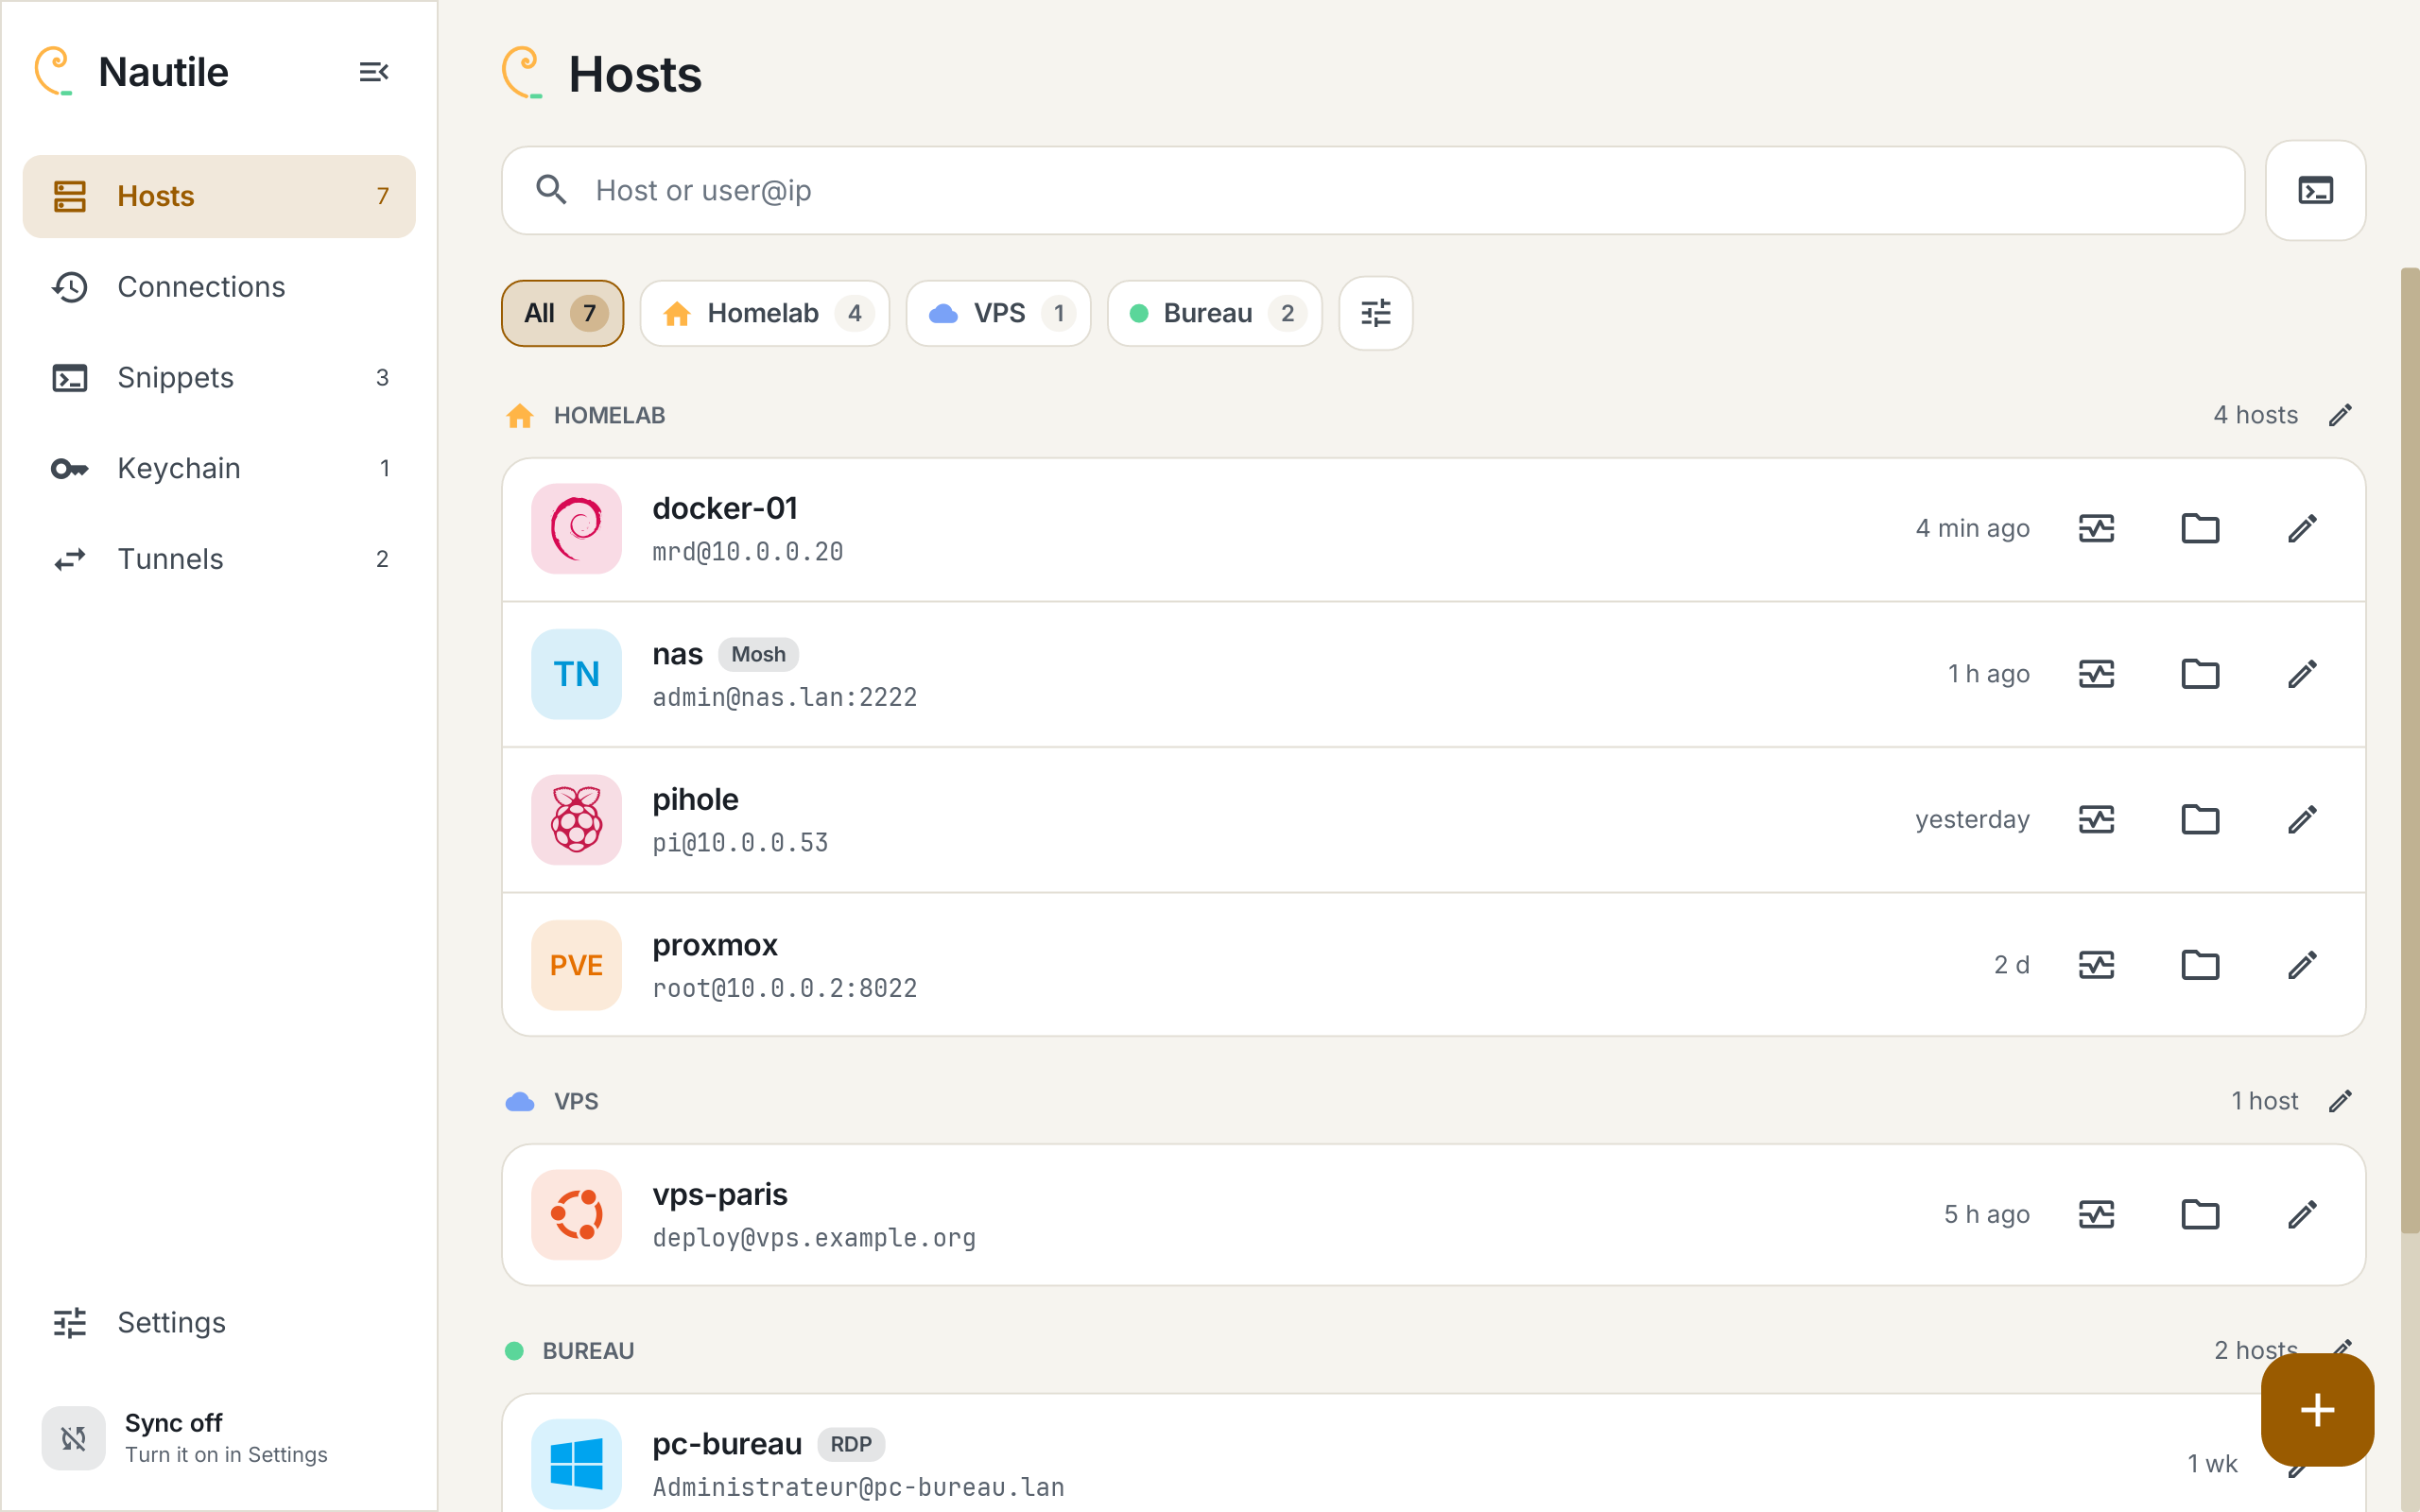 Nautile
Hosts 7
Connections
Snippets 3
Keychain 1
Tunnels 2
Settings
Sync off
Turn it on in Settings
Hosts
Host or user@ip
All 7 Homelab 4 VPS 1 Bureau 2
HOMELAB 4 hosts
docker-01
mrd@10.0.0.20
4 min ago
TN
nas Mosh
admin@nas.lan:2222
1 h ago
pihole
pi@10.0.0.53
yesterday
PVE
proxmox
root@10.0.0.2:8022
2 d
VPS 1 host
vps-paris
deploy@vps.example.org
5 h ago
BUREAU 2 hosts
pc-bureau RDP
Administrateur@pc-bureau.lan
1 wk